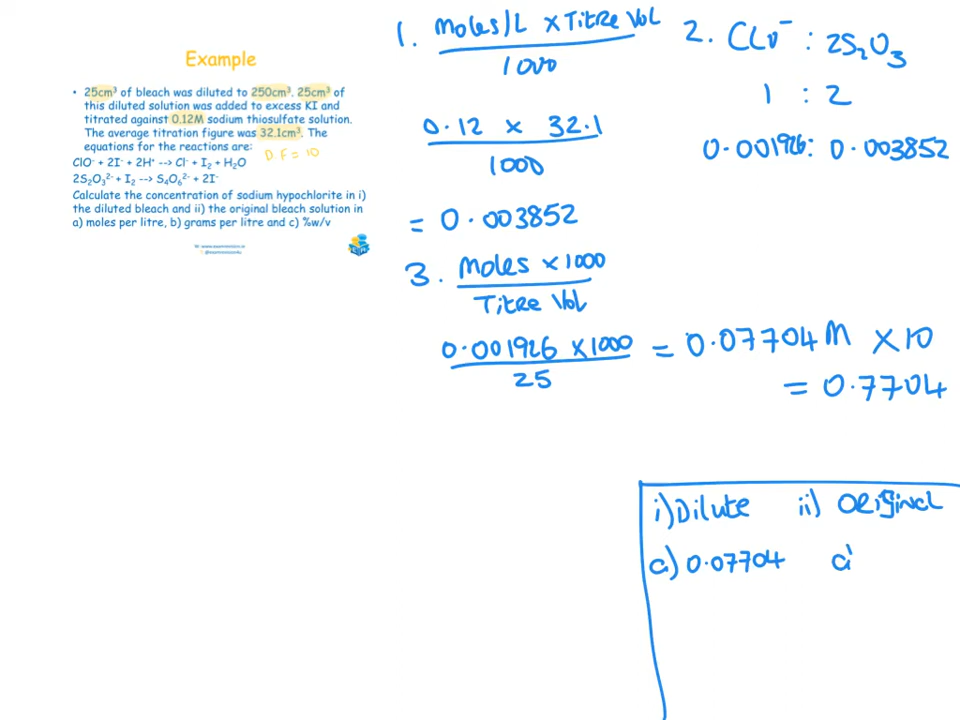 Example
• 25cm³ of bleach was diluted to 250cm³. 25cm³ of
this diluted solution was added to excess KI and
titrated against 0.12M sodium thiosulfate solution.
The average titration figure was 32.1cm³. The
equations for the reactions are:
D.F = 10
ClO⁻ + 2I⁻ + 2H⁺ --> Cl⁻ + I₂ + H₂O
2S₂O₃²⁻ + I₂ --> S₄O₆²⁻ + 2I⁻
Calculate the concentration of sodium hypochlorite in i)
the diluted bleach and ii) the original bleach solution in
a) moles per litre, b) grams per litre and c) %w/v
1. Moles/L x Titre Vol
1000
0.12 x 32.1
1000
= 0.003852
2. ClO⁻ : 2S₂O₃
1 : 2
0.001926 : 0.003852
3. Moles x 1000
Titre Vol
0.001926 x 1000
25
= 0.07704 M x 10
= 0.7704
i) Dilute ii) Original
a) 0.07704 a